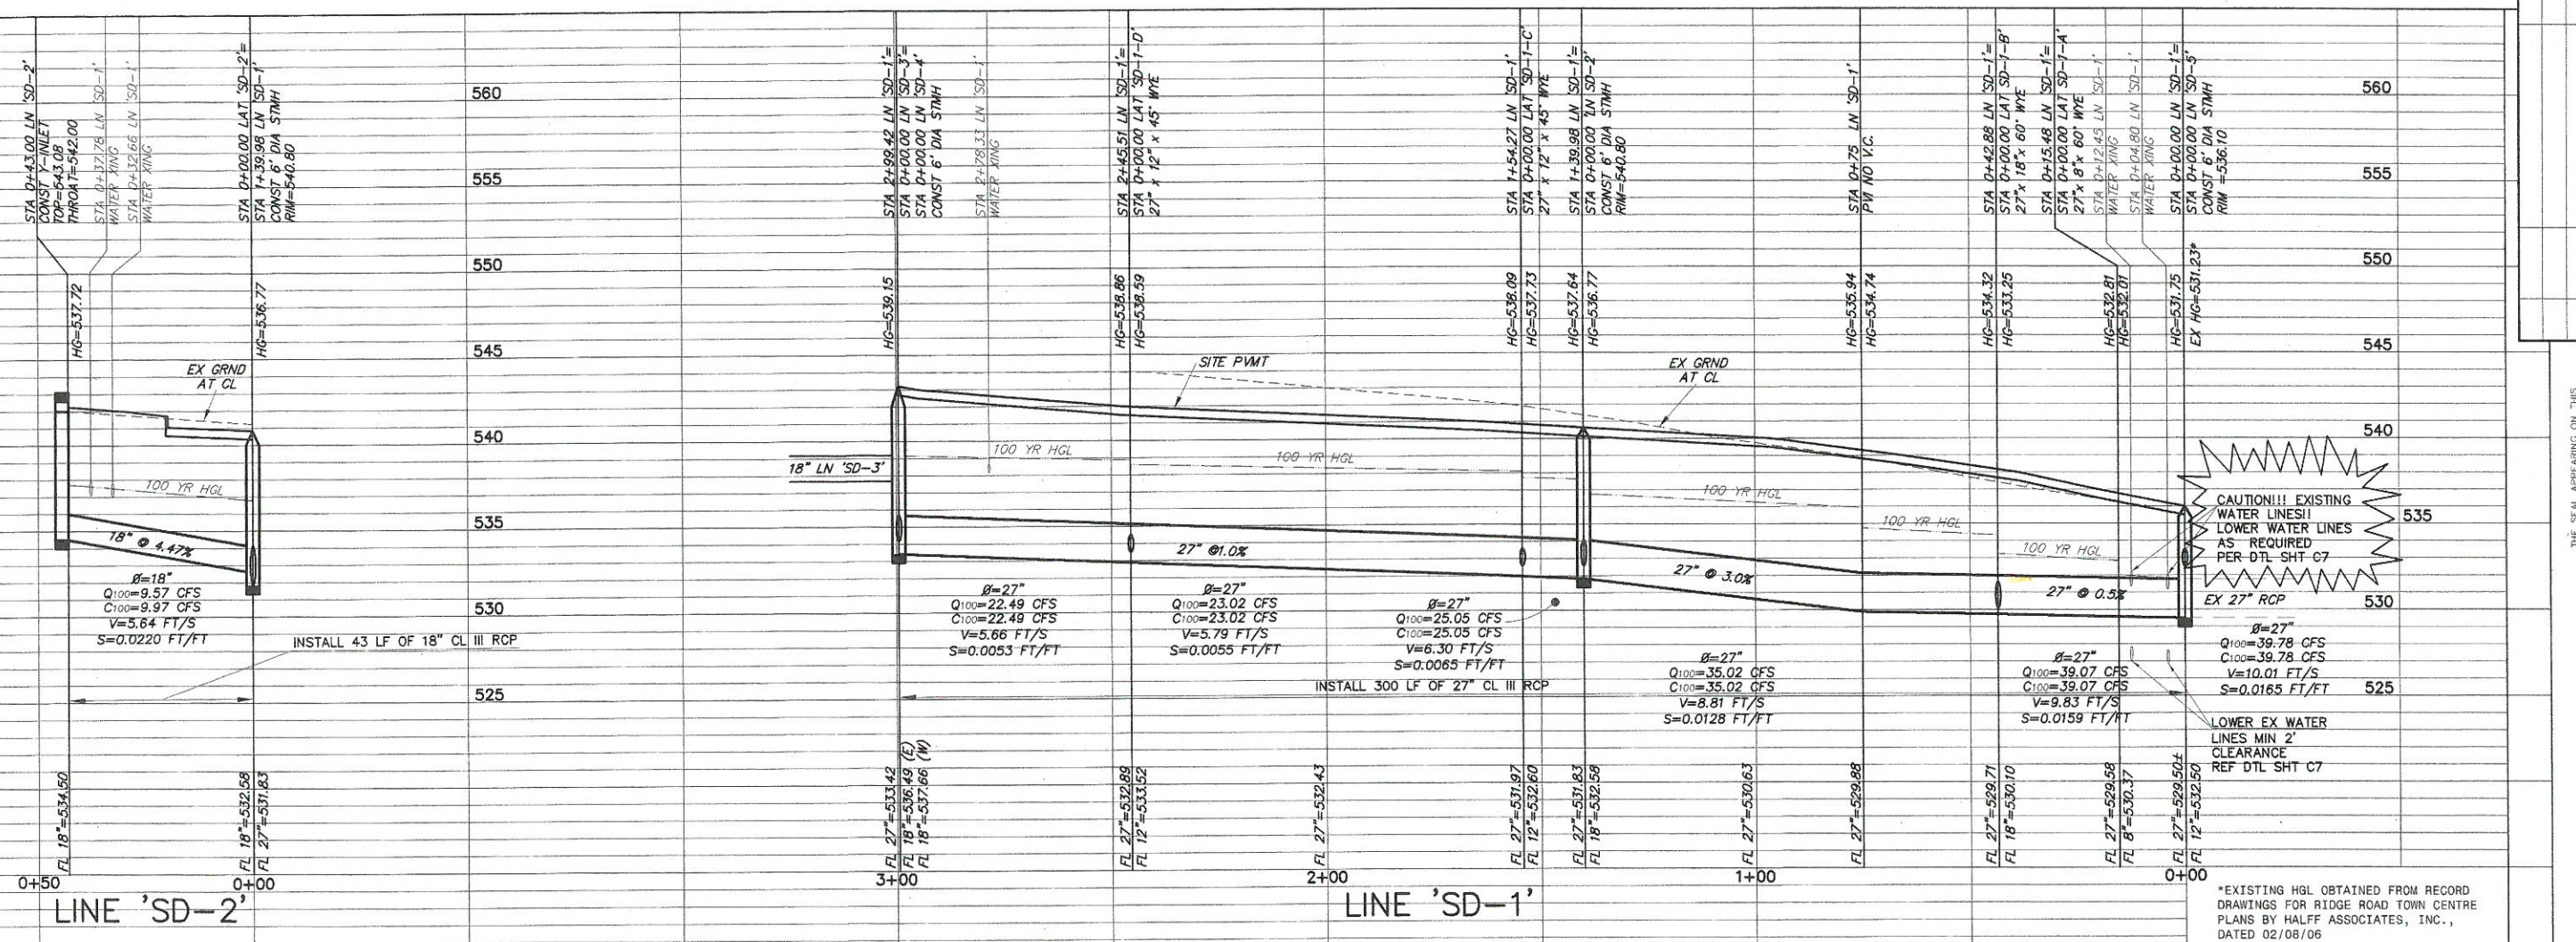 STA 0+43.00 LN 'SD-2'
CONST Y-INLET
TOP=543.08
THROAT=542.00
STA 0+37.78 LN 'SD-1'
WATER XING
STA 0+32.66 LN 'SD-1'
WATER XING
STA 0+00.00 LAT 'SD-2'=
STA 1+39.98 LN 'SD-1'
CONST 6' DIA STMH
RIM=540.80
STA 2+99.42 LN 'SD-1'=
STA 0+00.00 LN 'SD-3'=
STA 0+00.00 LN 'SD-4'
CONST 6' DIA STMH
STA 2+78.33 LN 'SD-1'
WATER XING
STA 2+45.51 LN 'SD-1'=
STA 0+00.00 LAT 'SD-1-D'
27" x 12" x 45° WYE
STA 1+54.27 LN 'SD-1'
STA 0+00.00 LAT 'SD-1-C'
27" x 12" x 45° WYE
STA 1+39.98 LN 'SD-1'=
STA 0+00.00 LN 'SD-2'
CONST 6' DIA STMH
RIM=540.80
STA 0+75 LN 'SD-1'
PVI NO V.C.
STA 0+42.88 LN 'SD-1'=
STA 0+00.00 LAT 'SD-1-B'
27"x 18"x 60° WYE
STA 0+15.48 LN 'SD-1'=
STA 0+00.00 LAT 'SD-1-A'
27"x 8"x 60° WYE
STA 0+12.45 LN 'SD-1'
WATER XING
STA 0+04.80 LN 'SD-1'
WATER XING
STA 0+00.00 LN 'SD-1'=
STA 0+00.00 LN 'SD-5'
CONST 6' DIA STMH
RIM =536.10
560
560
555
555
550
550
545
545
540
540
535
535
530
530
525
525
HG=537.72
HG=536.77
HG=539.15
HG=538.86
HG=538.59
HG=538.09
HG=537.73
HG=537.64
HG=536.77
HG=535.94
HG=534.74
HG=534.32
HG=533.25
HG=532.81
HG=532.01
HG=531.75
EX HG=531.23*
EX GRND
AT CL
SITE PVMT
EX GRND
AT CL
100 YR HGL
18" LN 'SD-3'
100 YR HGL
100 YR HGL
100 YR HGL
100 YR HGL
100 YR HGL
18" @ 4.47%
27" @1.0%
27" @ 3.0%
27" @ 0.5%
CAUTION!!! EXISTING
WATER LINES!!
LOWER WATER LINES
AS REQUIRED
PER DTL SHT C7
EX 27" RCP
Ø=18"
Q100=9.57 CFS
C100=9.97 CFS
V=5.64 FT/S
S=0.0220 FT/FT
INSTALL 43 LF OF 18" CL III RCP
Ø=27"
Q100=22.49 CFS
C100=22.49 CFS
V=5.66 FT/S
S=0.0053 FT/FT
Ø=27"
Q100=23.02 CFS
C100=23.02 CFS
V=5.79 FT/S
S=0.0055 FT/FT
Ø=27"
Q100=25.05 CFS
C100=25.05 CFS
V=6.30 FT/S
S=0.0065 FT/FT
INSTALL 300 LF OF 27" CL III RCP
Ø=27"
Q100=35.02 CFS
C100=35.02 CFS
V=8.81 FT/S
S=0.0128 FT/FT
Ø=27"
Q100=39.07 CFS
C100=39.07 CFS
V=9.83 FT/S
S=0.0159 FT/FT
Ø=27"
Q100=39.78 CFS
C100=39.78 CFS
V=10.01 FT/S
S=0.0165 FT/FT
LOWER EX WATER
LINES MIN 2'
CLEARANCE
REF DTL SHT C7
FL 18"=534.50
FL 18"=532.58
FL 27"=531.83
FL 27"=533.42
FL 18"=536.49 (E)
FL 18"=537.66 (W)
FL 27"=532.89
FL 12"=533.52
FL 27"=532.43
FL 27"=531.97
FL 12"=532.60
FL 27"=531.83
FL 18"=532.58
FL 27"=530.63
FL 27"=529.88
FL 27"=529.71
FL 18"=530.10
FL 27"=529.58
FL 8"=530.37
FL 27"=529.50±
FL 12"=532.50
0+50
0+00
3+00
2+00
1+00
0+00
LINE 'SD-2'
LINE 'SD-1'
*EXISTING HGL OBTAINED FROM RECORD
DRAWINGS FOR RIDGE ROAD TOWN CENTRE
PLANS BY HALFF ASSOCIATES, INC.,
DATED 02/08/06
THE SEAL APPEARING ON THIS